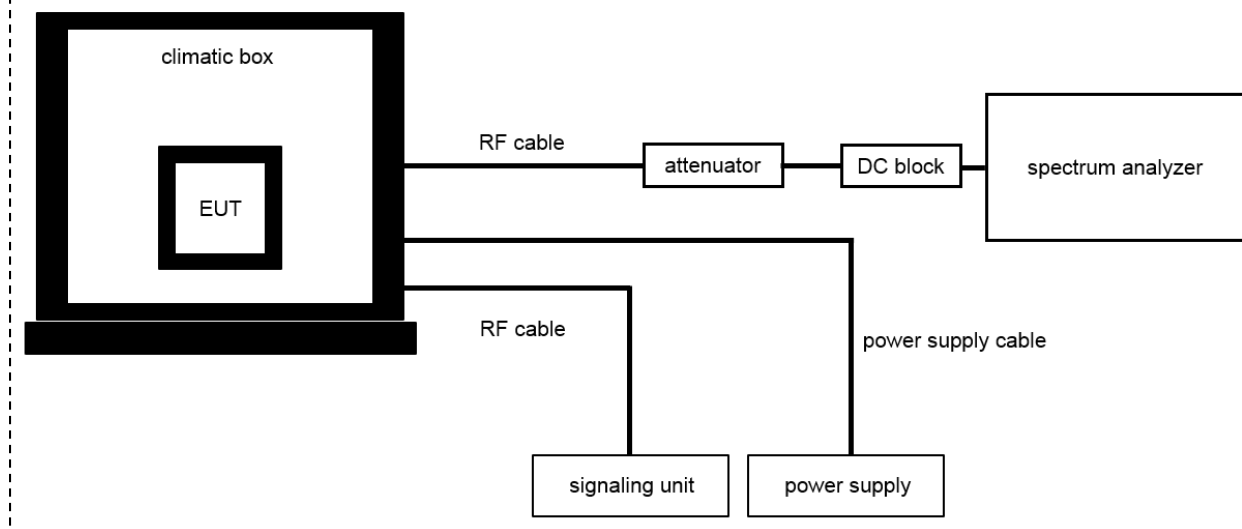 climatic box
RF cable
attenuator
DC block
spectrum analyzer
EUT
RF cable
power supply cable
signaling unit
power supply